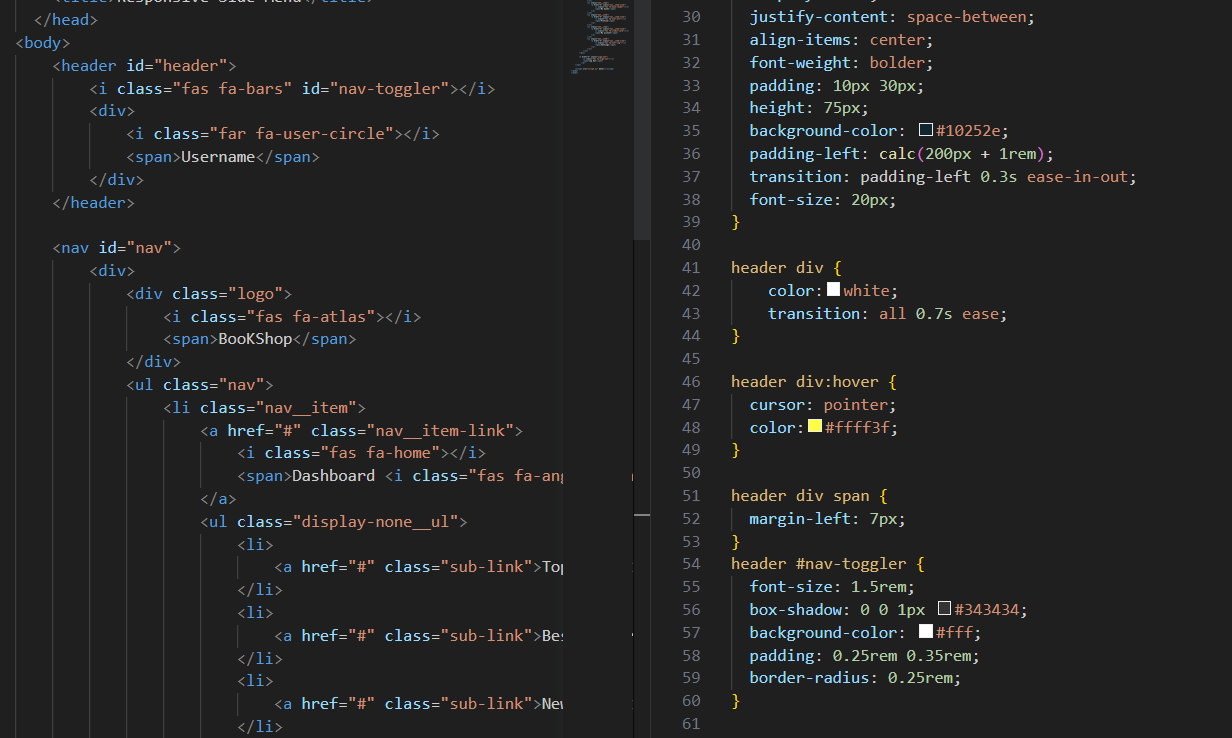 <title>Responsive Side Menu</title>
</head>
<body>
<header id="header">
<i class="fas fa-bars" id="nav-toggler"></i>
<div>
<i class="far fa-user-circle"></i>
<span>Username</span>
</div>
</header>
<nav id="nav">
<div>
<div class="logo">
<i class="fas fa-atlas"></i>
<span>BooKShop</span>
</div>
<ul class="nav">
<li class="nav__item">
<a href="#" class="nav__item-link">
<i class="fas fa-home"></i>
<span>Dashboard <i class="fas fa-ang
</a>
<ul class="display-none__ul">
<li>
<a href="#" class="sub-link">Top
</li>
<li>
<a href="#" class="sub-link">Bes
</li>
<li>
<a href="#" class="sub-link">New
</li>
30 justify-content: space-between;
31 align-items: center;
32 font-weight: bolder;
33 padding: 10px 30px;
34 height: 75px;
35 background-color: #10252e;
36 padding-left: calc(200px + 1rem);
37 transition: padding-left 0.3s ease-in-out;
38 font-size: 20px;
39 }
40
41 header div {
42 color: white;
43 transition: all 0.7s ease;
44 }
45
46 header div:hover {
47 cursor: pointer;
48 color: #ffff3f;
49 }
50
51 header div span {
52 margin-left: 7px;
53 }
54 header #nav-toggler {
55 font-size: 1.5rem;
56 box-shadow: 0 0 1px #343434;
57 background-color: #fff;
58 padding: 0.25rem 0.35rem;
59 border-radius: 0.25rem;
60 }
61